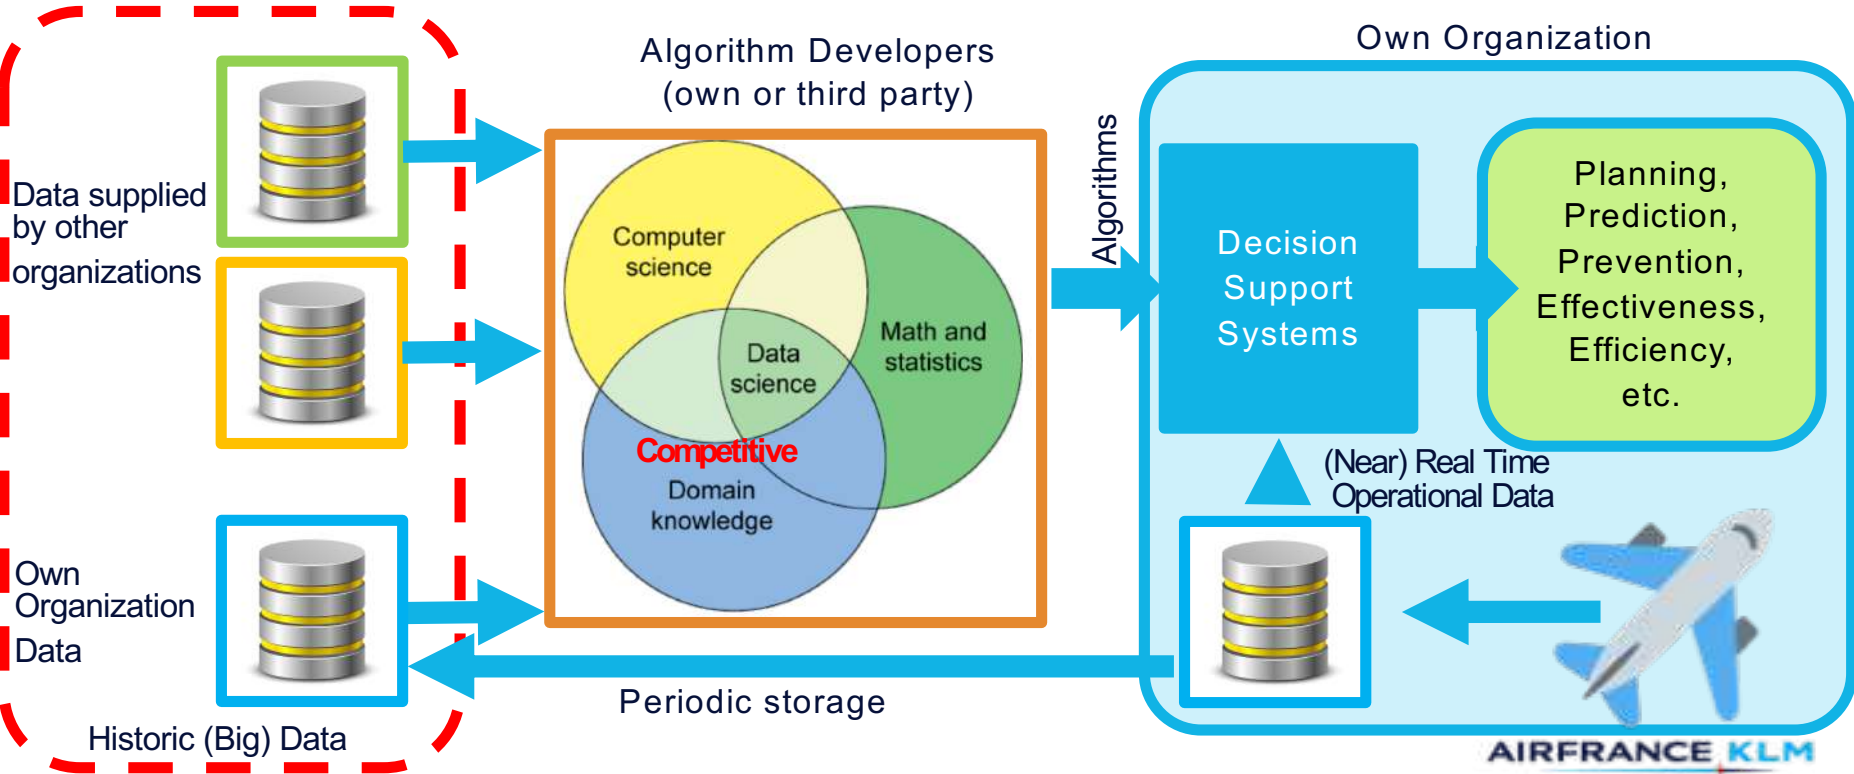 Data supplied
by other
organizations
Own
Organization
Data
Historic (Big) Data
Algorithm Developers
(own or third party)
Computer
science
Math and
statistics
Data
science
Competitive
Domain
knowledge
Periodic storage
Algorithms
Own Organization
Decision
Support
Systems
Planning,
Prediction,
Prevention,
Effectiveness,
Efficiency,
etc.
(Near) Real Time
Operational Data
AIRFRANCE KLM